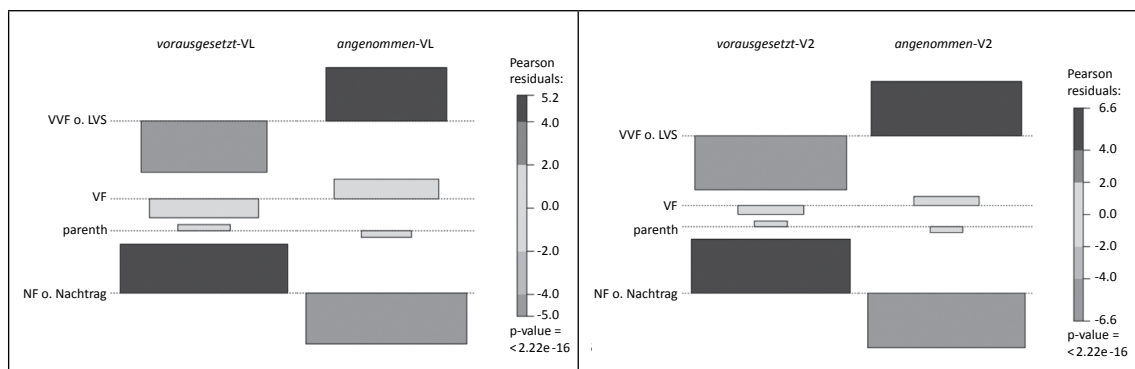 vorausgesetzt-VL angenommen-VL
Pearson
residuals:
5.2
4.0
2.0
0.0
-2.0
-4.0
-5.0
p-value =
<2.22e-16
VVF o. LVS
VF
parenth
NF o. Nachtrag
vorausgesetzt-V2 angenommen-V2
Pearson
residuals:
6.6
4.0
2.0
0.0
-2.0
-4.0
-6.6
p-value =
<2.22e-16
VVF o. LVS
VF
parenth
NF o. Nachtrag